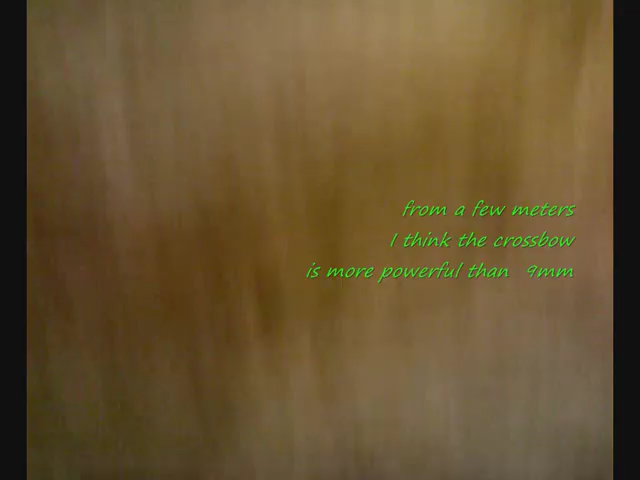 from a few meters
I think the crossbow
is more powerful than  9mm